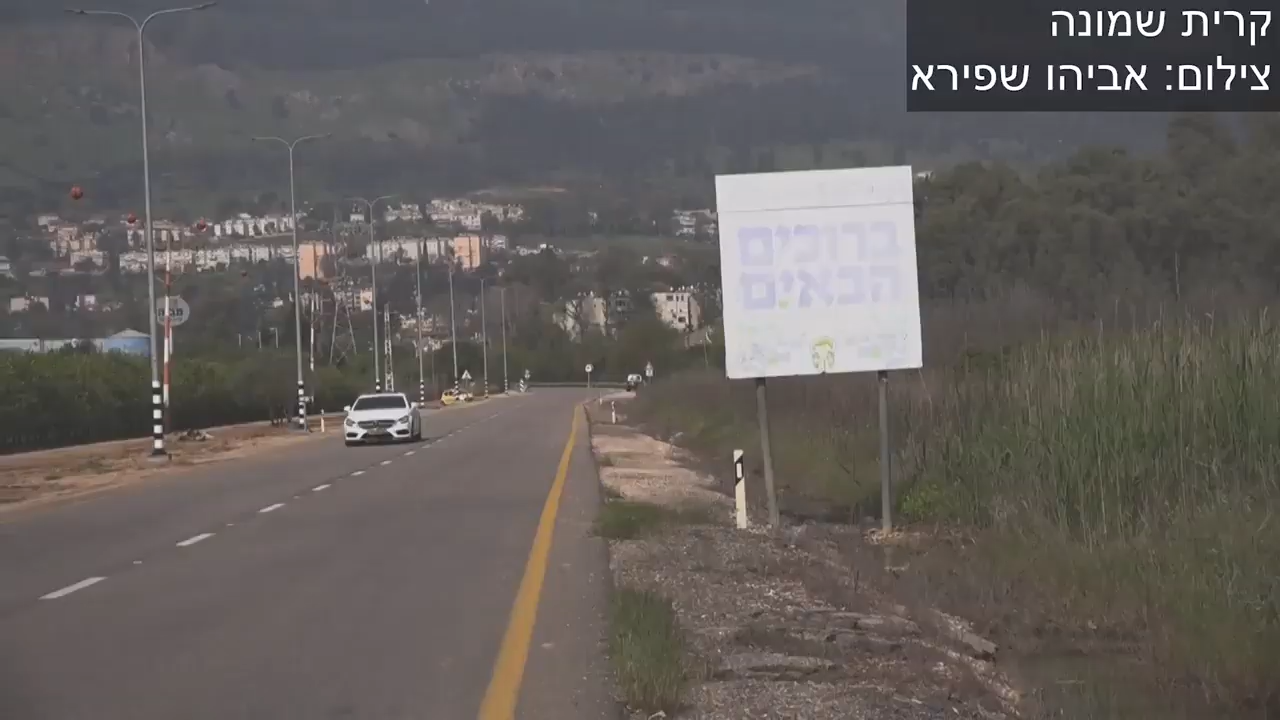 קרית שמונה
צילום: אביהו שפירא
ברוכים
הבאים